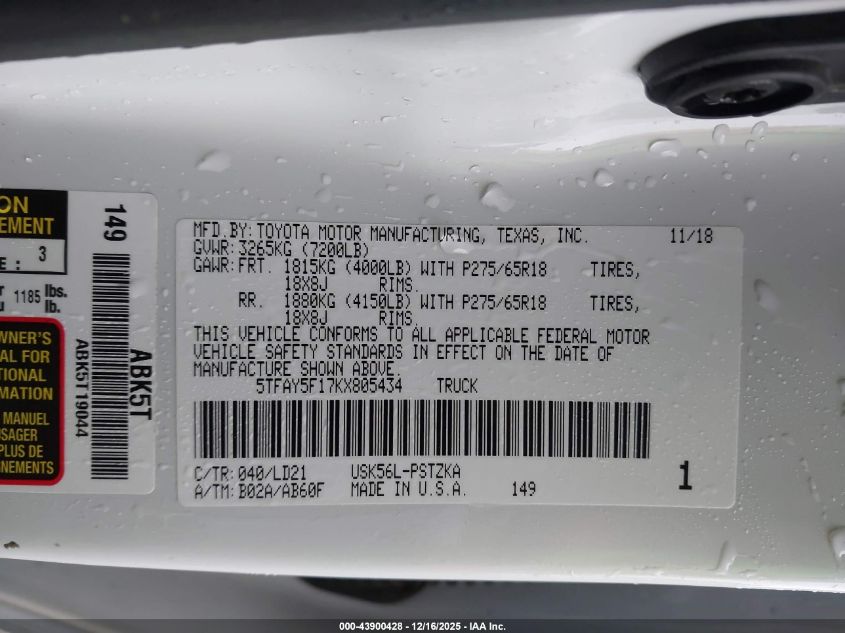 ON
EMENT
E : 3
r
u 1185 lbs.
lb.
WNER'S
AL FOR
TIONAL
RMATION
MANUEL
USAGER
PLUS DE
GNEMENTS
149
ABK5T
ABK5T19044
MFD.BY:TOYOTA MOTOR MANUFACTURING, TEXAS, INC. 11/18
GVWR:3265KG (7200LB)
GAWR:FRT. 1815KG (4000LB) WITH P275/65R18 TIRES,
18X8J RIMS.
RR. 1880KG (4150LB) WITH P275/65R18 TIRES,
18X8J RIMS.
THIS VEHICLE CONFORMS TO ALL APPLICABLE FEDERAL MOTOR
VEHICLE SAFETY STANDARDS IN EFFECT ON THE DATE OF
MANUFACTURE SHOWN ABOVE.
5TFAY5F17KX805434 TRUCK
C/TR:040/LD21 USK56L-PSTZKA
A/TM:B02A/AB60F MADE IN U.S.A. 149 1
000-43900428 - 12/16/2025 - IAA Inc.